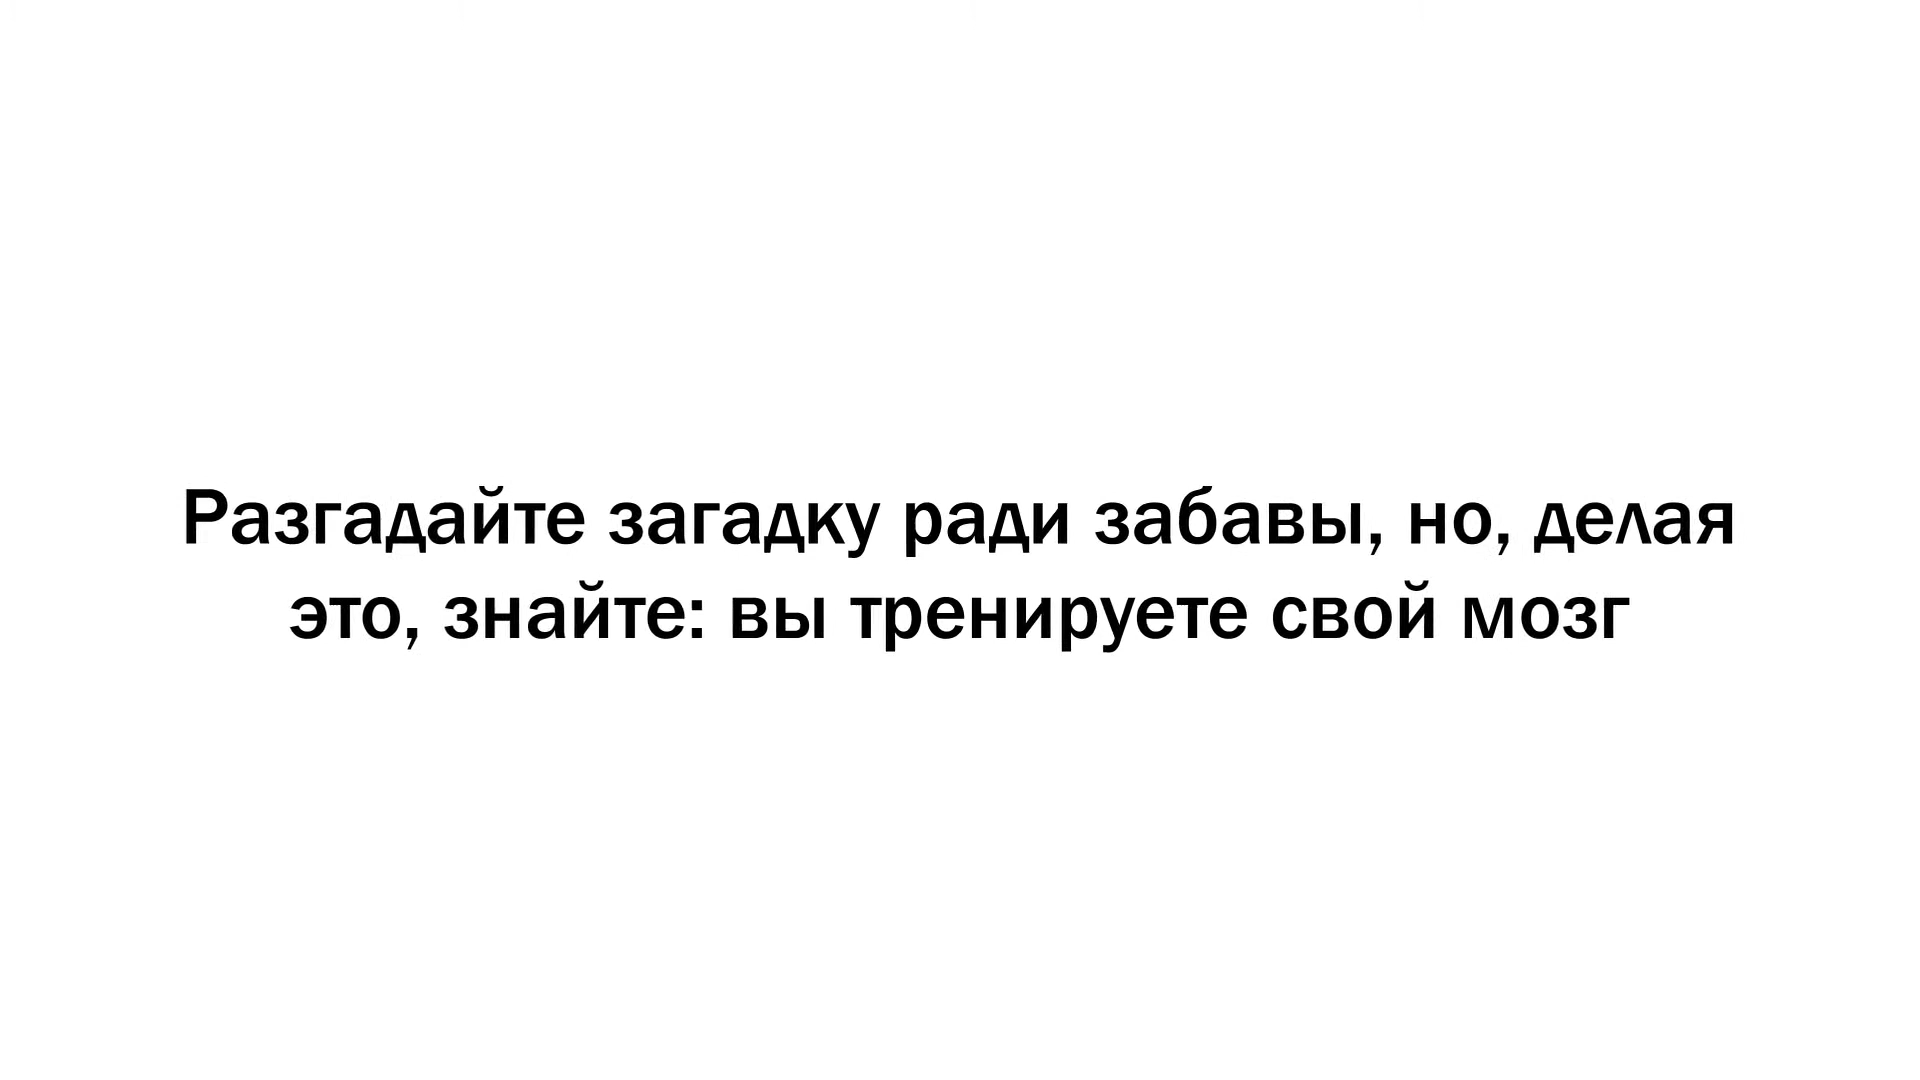 Разгадайте загадку ради забавы, но, делая
это, знайте: вы тренируете свой мозг